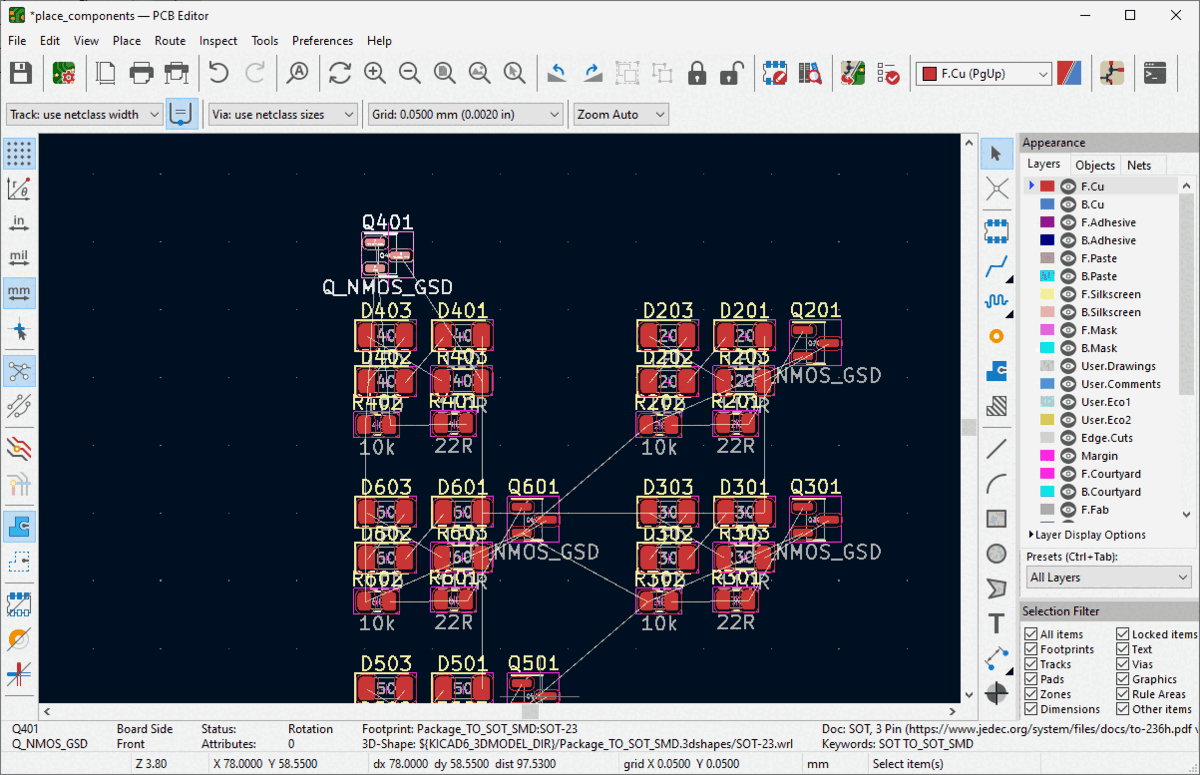 *place_components — PCB Editor
File Edit View Place Route Inspect Tools Preferences Help
F.Cu (PgUp)
Track: use netclass width
Via: use netclass sizes
Grid: 0.0500 mm (0.0020 in)
Zoom Auto
in
mil
mm
Q401
Q_NMOS_GSD
D403 D401
D203 D201 Q201
D402 R403
D202 R203
NMOS_GSD
R402 R401
R202 R201
10k 22R
10k 22R
D603 D601 Q601
D303 D301 Q301
D602 R603
D302 R303
NMOS_GSD
NMOS_GSD
R602 R601
R302 R301
10k 22R
10k 22R
D503 D501 Q501
Appearance
Layers Objects Nets
F.Cu
B.Cu
F.Adhesive
B.Adhesive
F.Paste
B.Paste
F.Silkscreen
B.Silkscreen
F.Mask
B.Mask
User.Drawings
User.Comments
User.Eco1
User.Eco2
Edge.Cuts
Margin
F.Courtyard
B.Courtyard
F.Fab
Layer Display Options
Presets (Ctrl+Tab):
All Layers
Selection Filter
All items Locked items
Footprints Text
Tracks Vias
Pads Graphics
Zones Rule Areas
Dimensions Other items
Q401 Board Side Status: Rotation Footprint: Package_TO_SOT_SMD:SOT-23 Doc: SOT, 3 Pin (https://www.jedec.org/system/files/docs/to-236h.pdf v
Q_NMOS_GSD Front Attributes: 0 3D-Shape: ${KICAD6_3DMODEL_DIR}/Package_TO_SOT_SMD.3dshapes/SOT-23.wrl Keywords: SOT TO_SOT_SMD
Z 3.80 X 78.0000 Y 58.5500 dx 78.0000 dy 58.5500 dist 97.5300 grid X 0.0500 Y 0.0500 mm Select item(s)